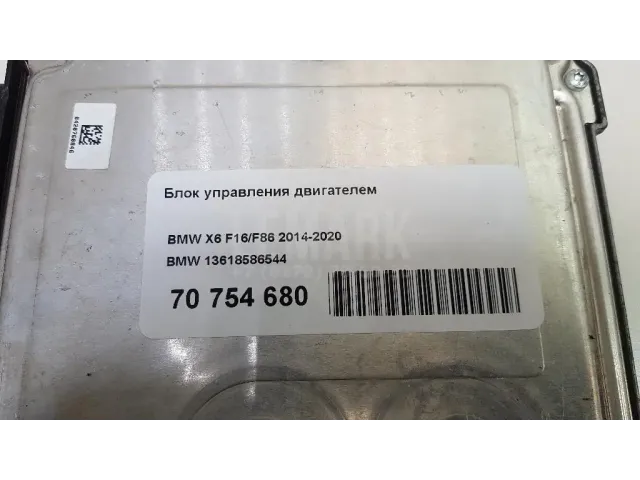 Блок управления двигателем
BMW X6 F16/F86 2014-2020
BMW 13618586544
70 754 680